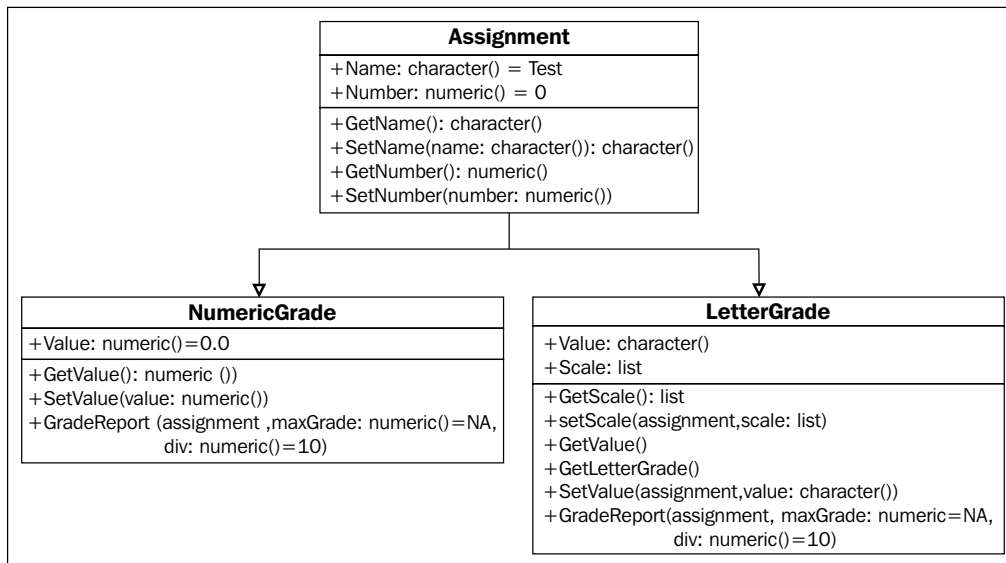 Assignment
+Name: character() = Test
+Number: numeric() = 0
+GetName(): character()
+SetName(name: character()): character()
+GetNumber(): numeric()
+SetNumber(number: numeric())
NumericGrade
+Value: numeric()=0.0
+GetValue(): numeric ())
+SetValue(value: numeric())
+GradeReport (assignment ,maxGrade: numeric()=NA,
div: numeric()=10)
LetterGrade
+Value: character()
+Scale: list
+GetScale(): list
+setScale(assignment,scale: list)
+GetValue()
+GetLetterGrade()
+SetValue(assignment,value: character())
+GradeReport(assignment, maxGrade: numeric=NA,
div: numeric()=10)